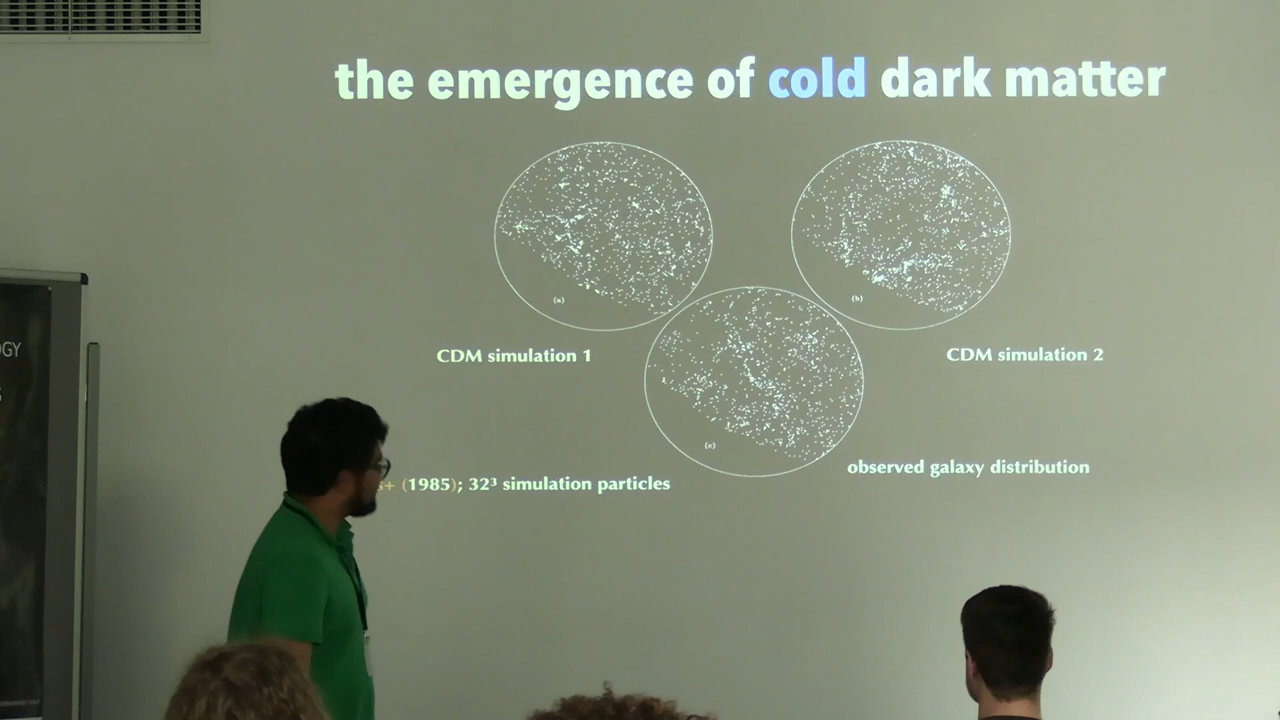 the emergence of cold dark matter
(a)
(b)
CDM simulation 1
CDM simulation 2
(c)
observed galaxy distribution
(1985); 32³ simulation particles